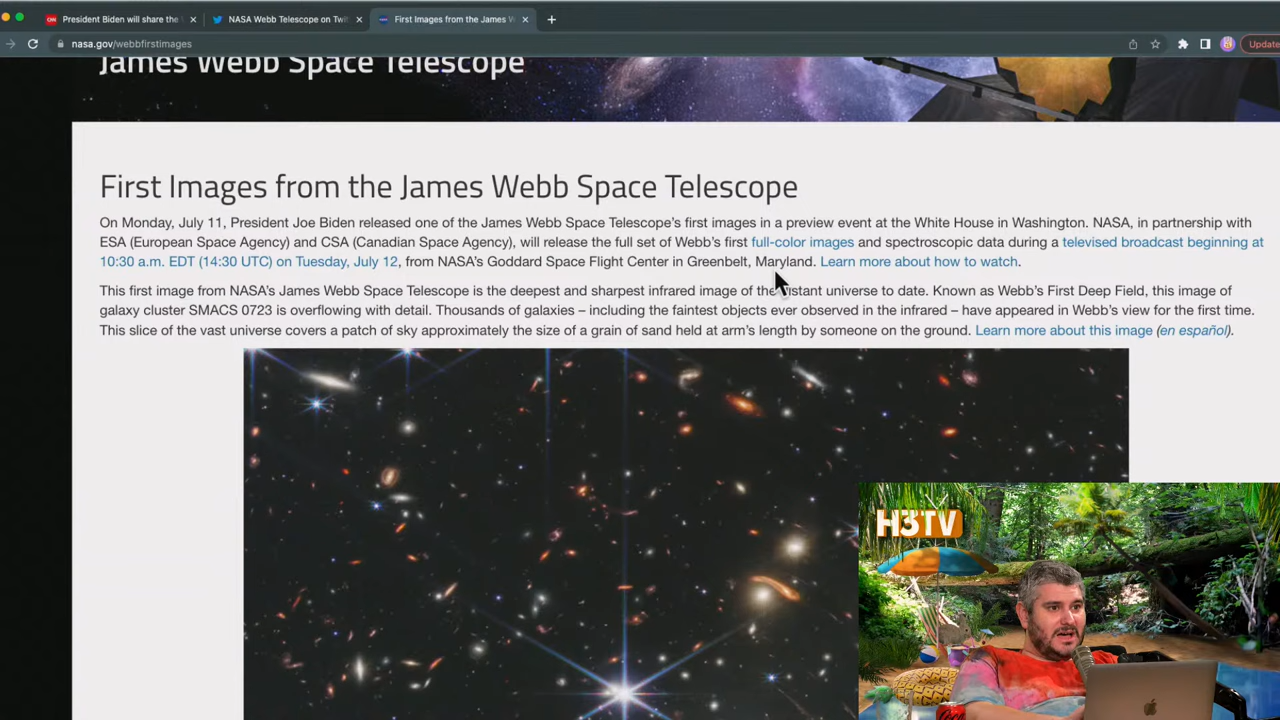 President Biden will share the
NASA Webb Telescope on Twi
First Images from the James W
nasa.gov/webbfirstimages
Update
James Webb Space Telescope
First Images from the James Webb Space Telescope
On Monday, July 11, President Joe Biden released one of the James Webb Space Telescope's first images in a preview event at the White House in Washington. NASA, in partnership with
ESA (European Space Agency) and CSA (Canadian Space Agency), will release the full set of Webb's first full-color images and spectroscopic data during a televised broadcast beginning at
10:30 a.m. EDT (14:30 UTC) on Tuesday, July 12, from NASA's Goddard Space Flight Center in Greenbelt, Maryland. Learn more about how to watch.
This first image from NASA's James Webb Space Telescope is the deepest and sharpest infrared image of the distant universe to date. Known as Webb's First Deep Field, this image of
galaxy cluster SMACS 0723 is overflowing with detail. Thousands of galaxies – including the faintest objects ever observed in the infrared – have appeared in Webb's view for the first time.
This slice of the vast universe covers a patch of sky approximately the size of a grain of sand held at arm's length by someone on the ground. Learn more about this image (en español).
H3TV